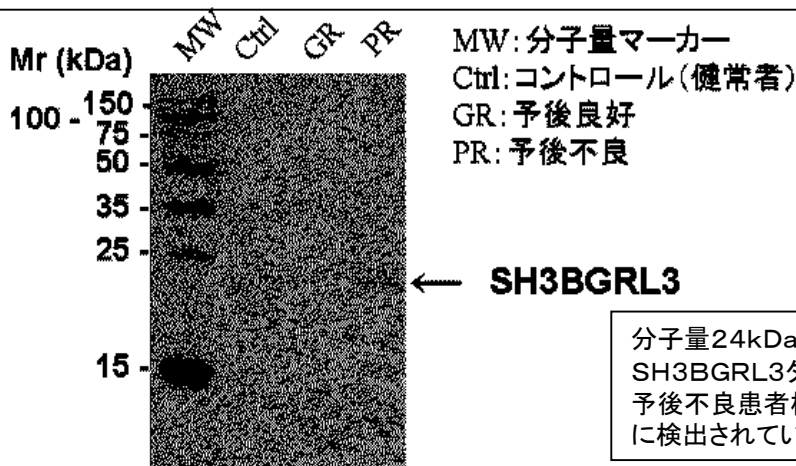 Mr (kDa)
MW
Ctrl
GR
PR
MW:分子量マーカー
Ctrl:コントロール(健常者)
GR:予後良好
PR:予後不良
150 -
100 -
75 -
50 -
35 -
25 -
15 -
← SH3BGRL3
分子量24kDa
SH3BGRL3
予後不良患者
に検出されてい